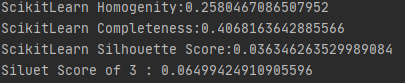 ScikitLearn Homogenity:0.2580467086507952
ScikitLearn Completeness:0.4068163642885566
ScikitLearn Silhouette Score:0.036346263529989084
Siluet Score of 3 : 0.06499424910905596